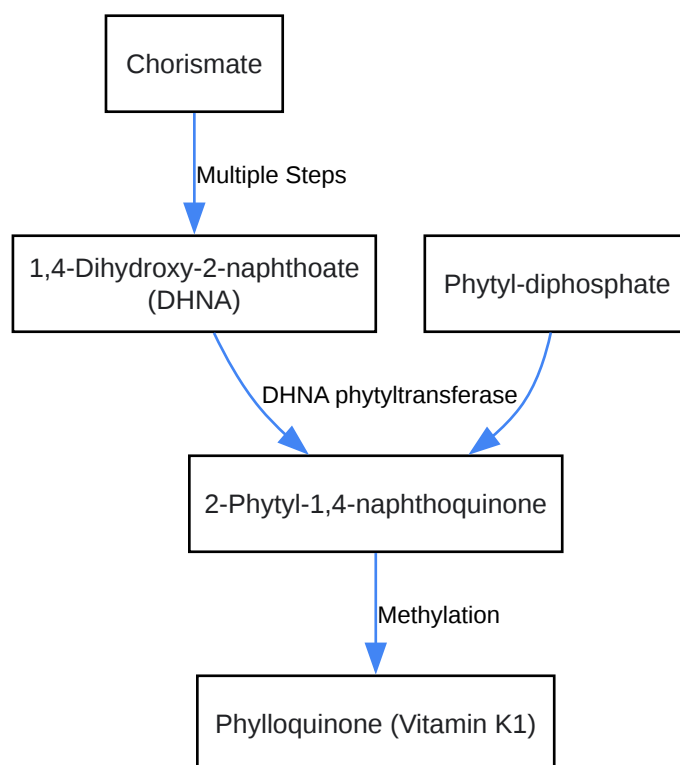 Chorismate
Multiple Steps
1,4-Dihydroxy-2-naphthoate
(DHNA)
Phytyl-diphosphate
DHNA phytyltransferase
2-Phytyl-1,4-naphthoquinone
Methylation
Phylloquinone (Vitamin K1)